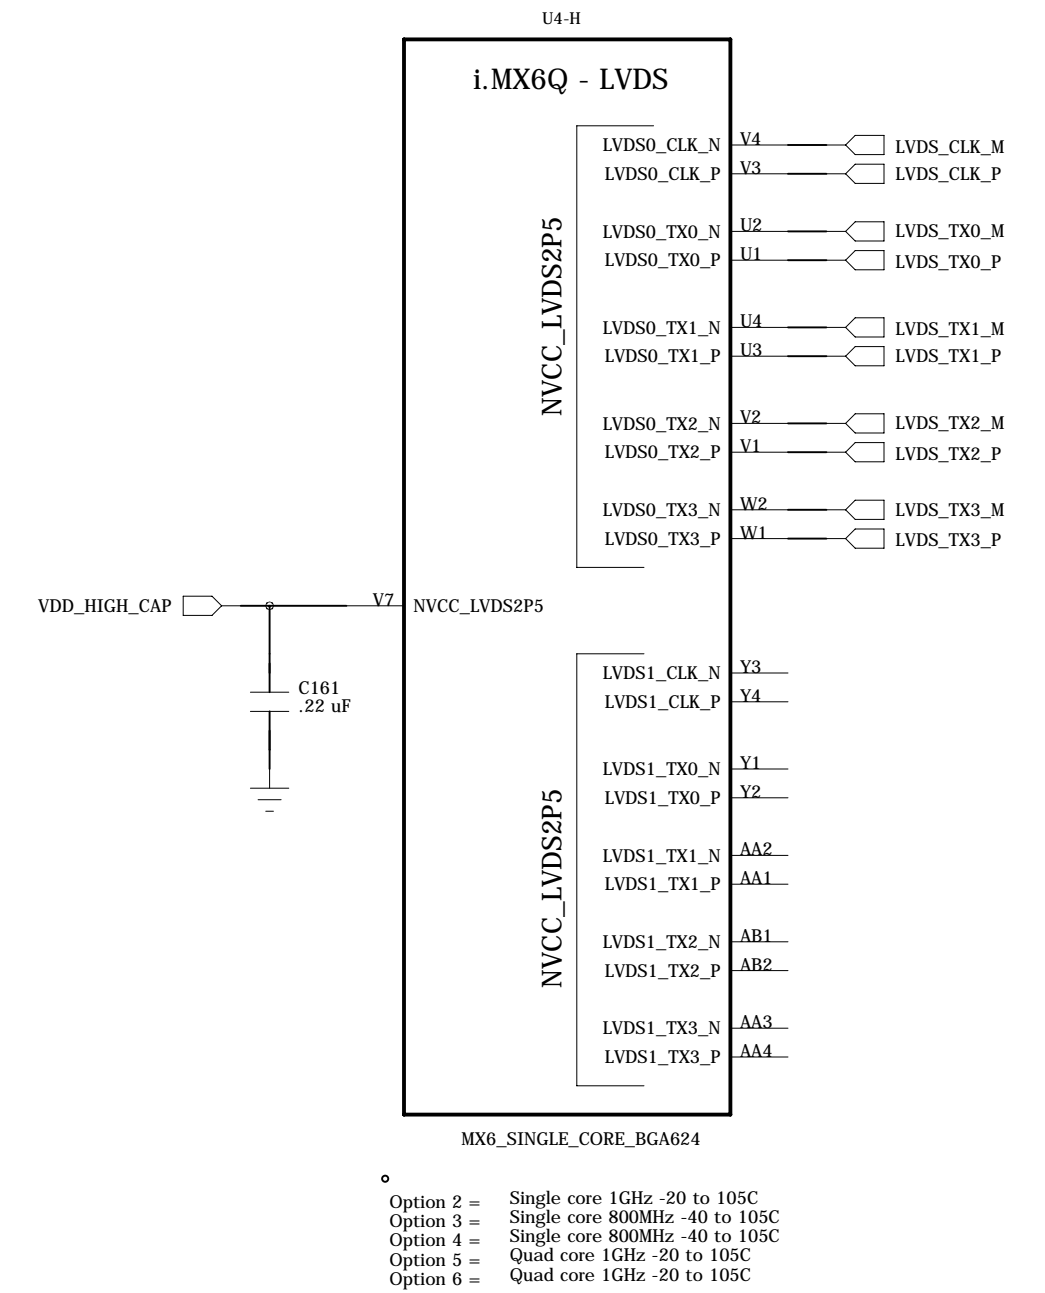 U4-H
i.MX6Q - LVDS
LVDS0_CLK_N V4 LVDS_CLK_M
LVDS0_CLK_P V3 LVDS_CLK_P
LVDS0_TX0_N U2 LVDS_TX0_M
LVDS0_TX0_P U1 LVDS_TX0_P
NVCC_LVDS2P5
LVDS0_TX1_N U4 LVDS_TX1_M
LVDS0_TX1_P U3 LVDS_TX1_P
LVDS0_TX2_N V2 LVDS_TX2_M
LVDS0_TX2_P V1 LVDS_TX2_P
LVDS0_TX3_N W2 LVDS_TX3_M
LVDS0_TX3_P W1 LVDS_TX3_P
VDD_HIGH_CAP V7 NVCC_LVDS2P5
LVDS1_CLK_N Y3
C161
LVDS1_CLK_P Y4
.22 uF
LVDS1_TX0_N Y1
LVDS1_TX0_P Y2
NVCC_LVDS2P5
LVDS1_TX1_N AA2
LVDS1_TX1_P AA1
LVDS1_TX2_N AB1
LVDS1_TX2_P AB2
LVDS1_TX3_N AA3
LVDS1_TX3_P AA4
MX6_SINGLE_CORE_BGA624
Option 2 = Single core 1GHz -20 to 105C
Option 3 = Single core 800MHz -40 to 105C
Option 4 = Single core 800MHz -40 to 105C
Option 5 = Quad core 1GHz -20 to 105C
Option 6 = Quad core 1GHz -20 to 105C